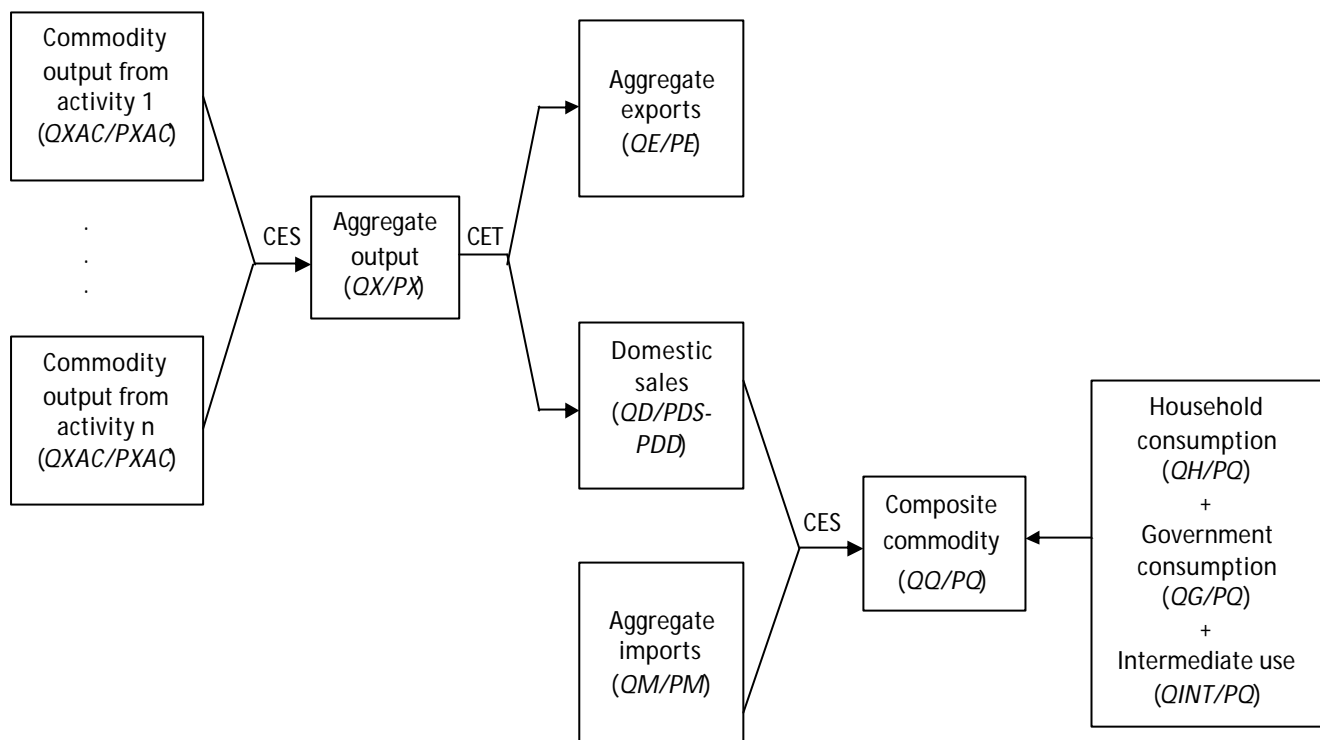 Commodity
output from
activity 1
(QXAC/PXAC)
.
.
.
Commodity
output from
activity n
(QXAC/PXAC)
CES
Aggregate
output
(QX/PX)
CET
Aggregate
exports
(QE/PE)
Domestic
sales
(QD/PDS-
PDD)
Aggregate
imports
(QM/PM)
CES
Composite
commodity
(QQ/PQ)
Household
consumption
(QH/PQ)
+
Government
consumption
(QG/PQ)
+
Intermediate use
(QINT/PQ)